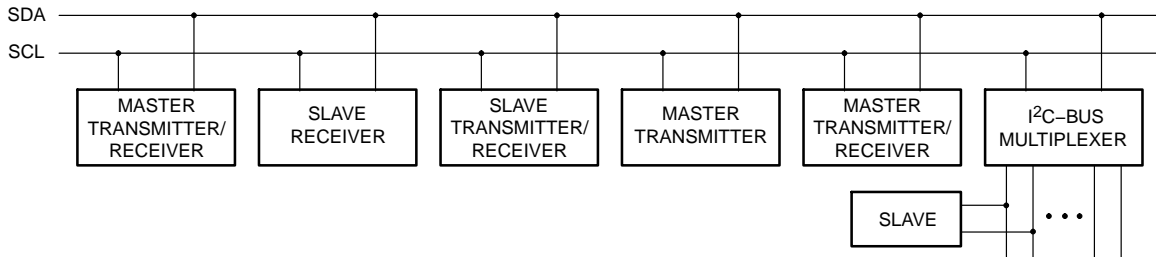 SDA
SCL
MASTER
TRANSMITTER/
RECEIVER
SLAVE
RECEIVER
SLAVE
TRANSMITTER/
RECEIVER
MASTER
TRANSMITTER
MASTER
TRANSMITTER/
RECEIVER
I²C–BUS
MULTIPLEXER
SLAVE